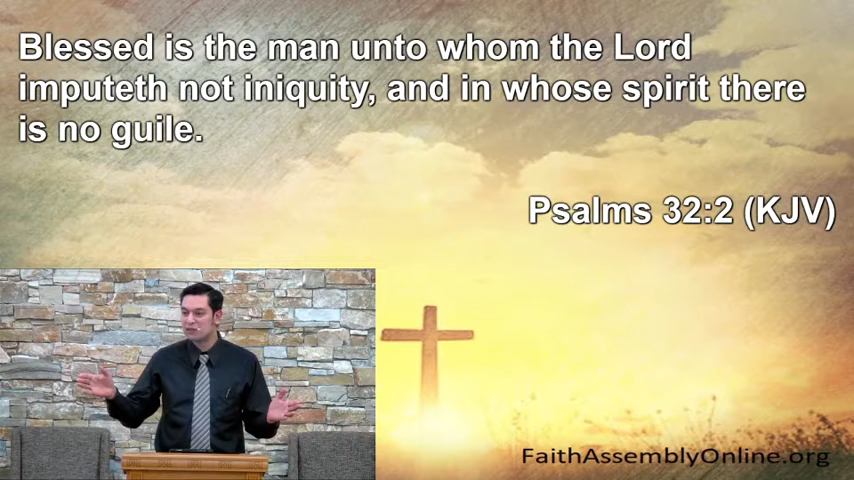 Blessed is the man unto whom the Lord
imputeth not iniquity, and in whose spirit there
is no guile.
Psalms 32:2 (KJV)
FaithAssemblyOnline.org